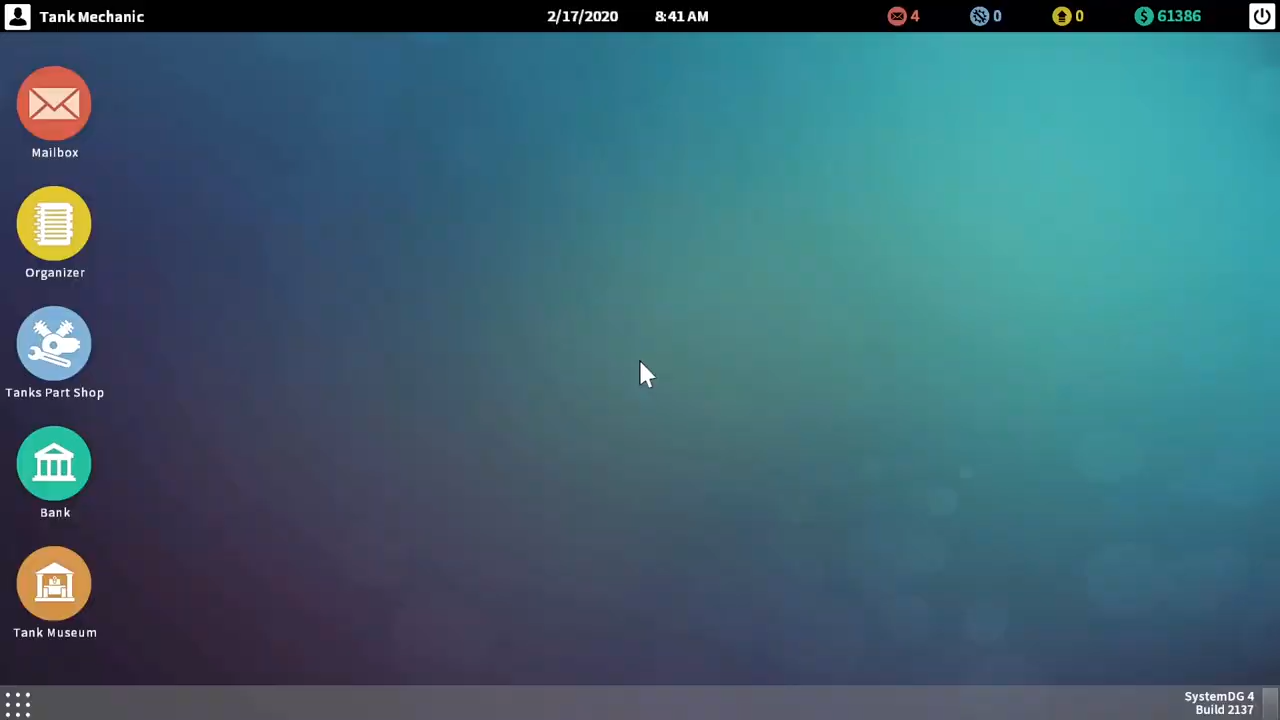 Tank Mechanic
2/17/2020
8:41 AM
4
0
0
61386
Mailbox
Organizer
Tanks Part Shop
Bank
Tank Museum
SystemDG 4
Build 2137